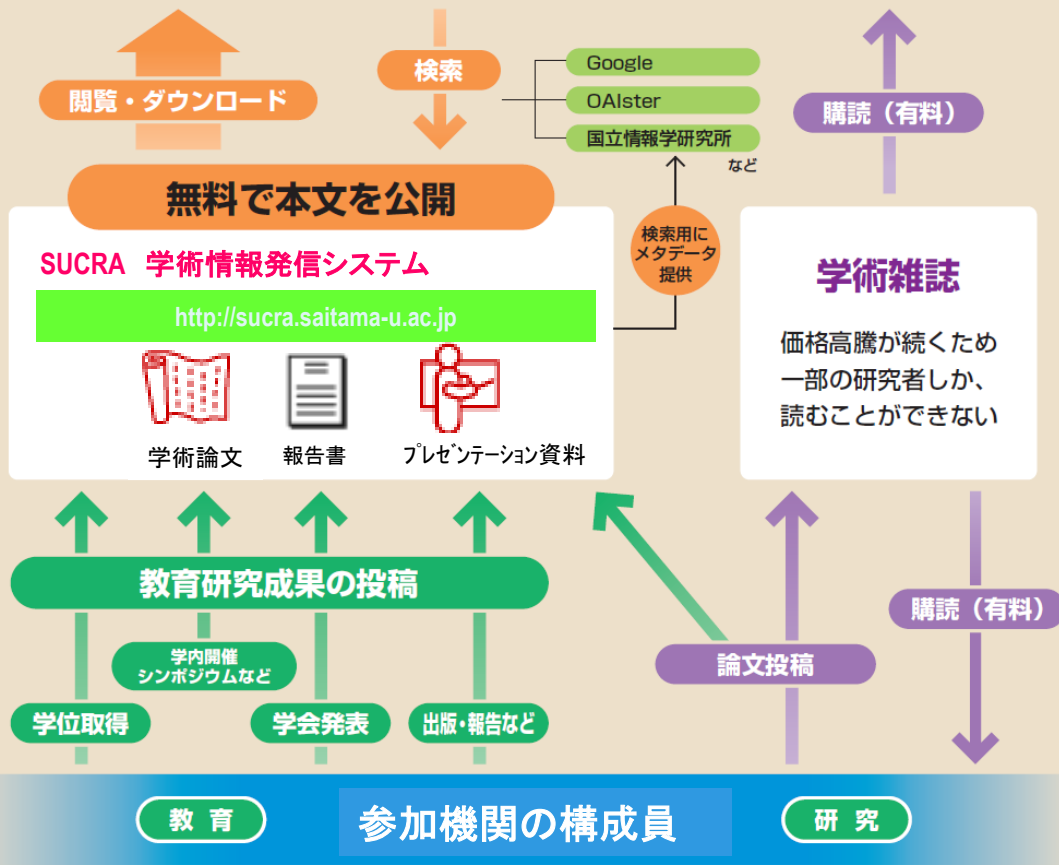 検索
Google
閲覧・ダウンロード
OAIster
購読（有料）
国立情報学研究所
など
無料で本文を公開
検索用に
メタデータ
提供
SUCRA 学術情報発信システム
http://sucra.saitama-u.ac.jp
学術論文
報告書
プレゼンテーション資料
学術雑誌
価格高騰が続くため
一部の研究者しか、
読むことができない
教育研究成果の投稿
購読（有料）
学内開催
シンポジウムなど
論文投稿
学位取得
学会発表
出版・報告など
教 育
参加機関の構成員
研 究